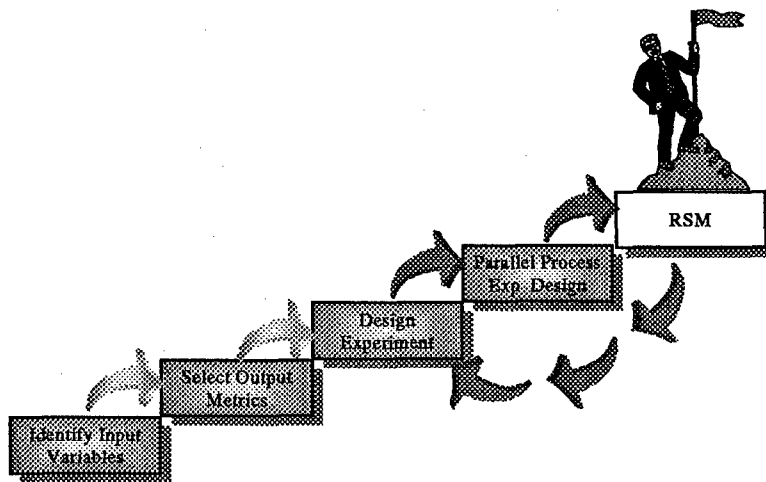 RSM
Parallel Process
Exp. Design
Design
Experiment
Select Output
Metrics
Identify Input
Variables